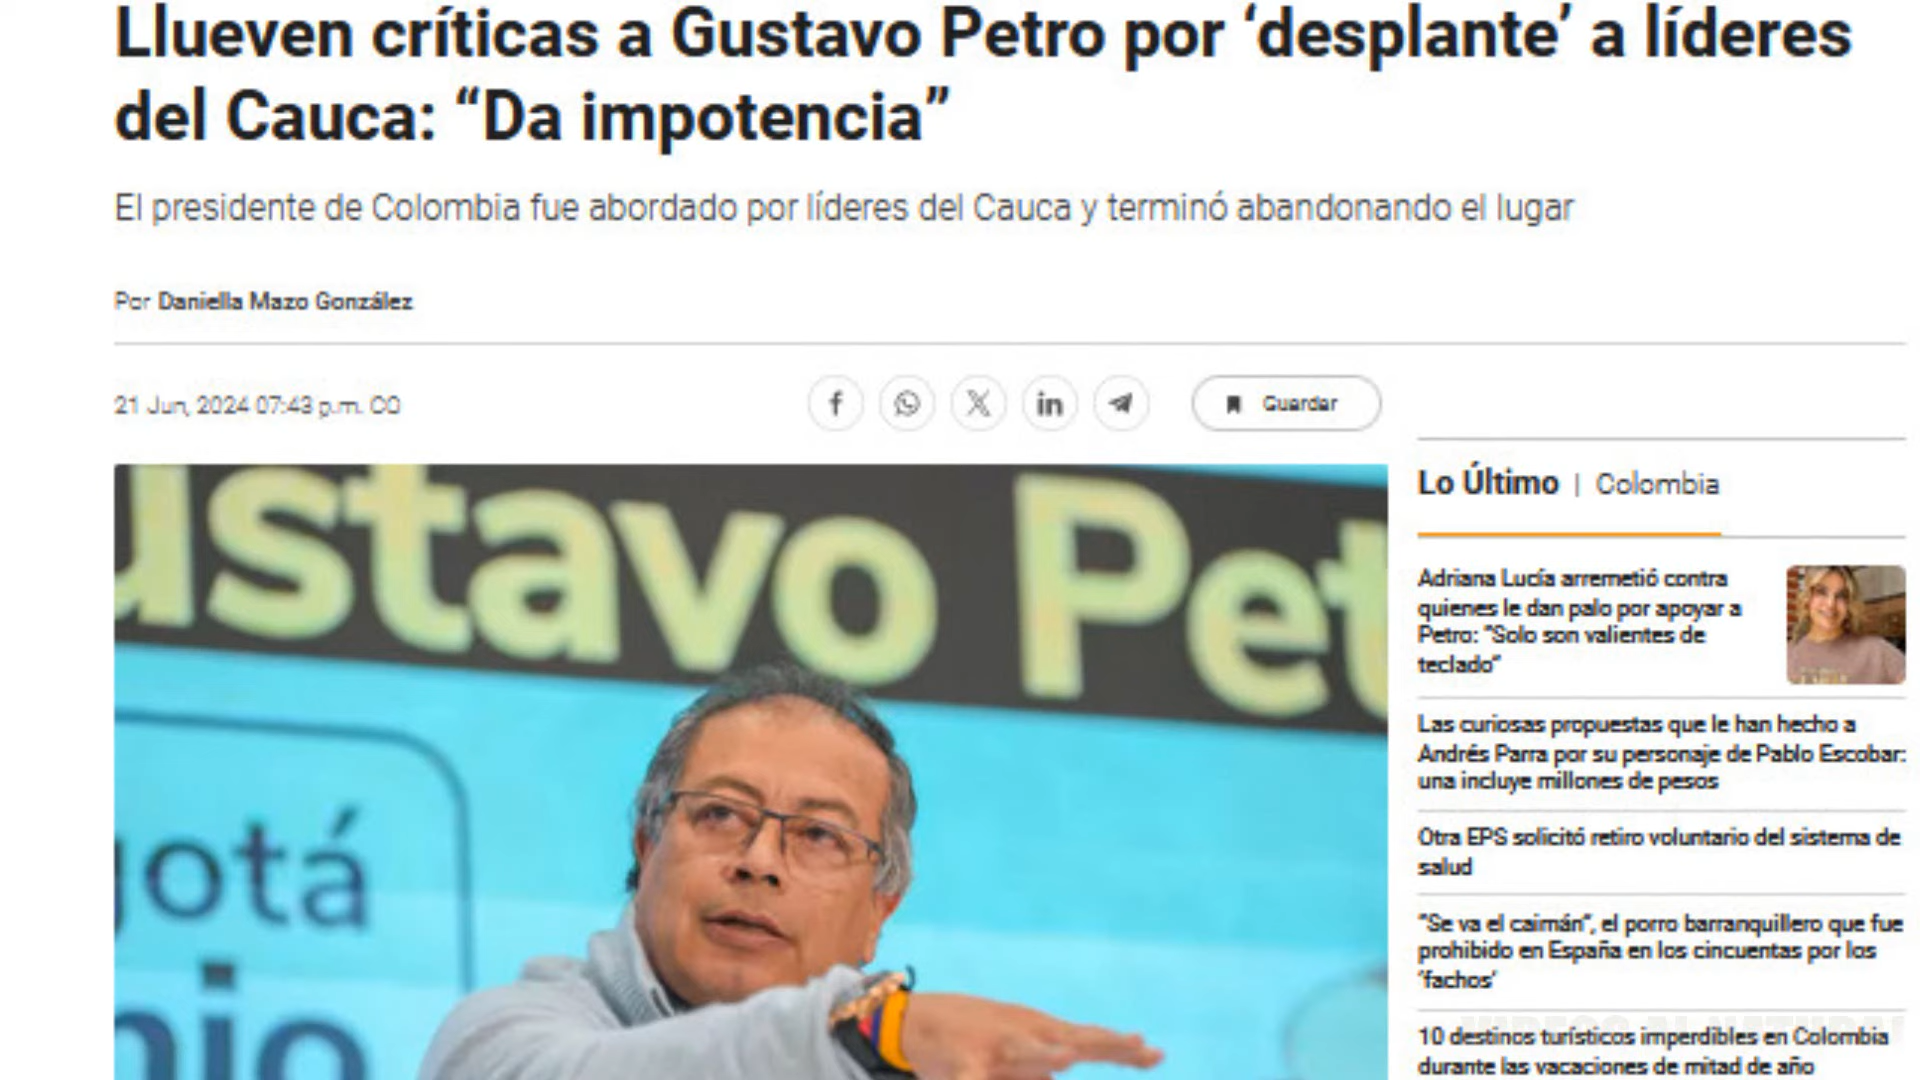 Llueven críticas a Gustavo Petro por ‘desplante’ a líderes
del Cauca: “Da impotencia”
El presidente de Colombia fue abordado por líderes del Cauca y terminó abandonando el lugar
Por Daniella Mazo González
21 Jun, 2024 07:43 p.m. CO
Guardar
ustavo Pet
gotá
nio
Lo Último | Colombia
Adriana Lucía arremetió contra
quienes le dan palo por apoyar a
Petro: “Solo son valientes de
teclado”
Las curiosas propuestas que le han hecho a
Andrés Parra por su personaje de Pablo Escobar:
una incluye millones de pesos
Otra EPS solicitó retiro voluntario del sistema de
salud
“Se va el caimán”, el porro barranquillero que fue
prohibido en España en los cincuentas por los
‘fachos’
10 destinos turísticos imperdibles en Colombia
durante las vacaciones de mitad de año